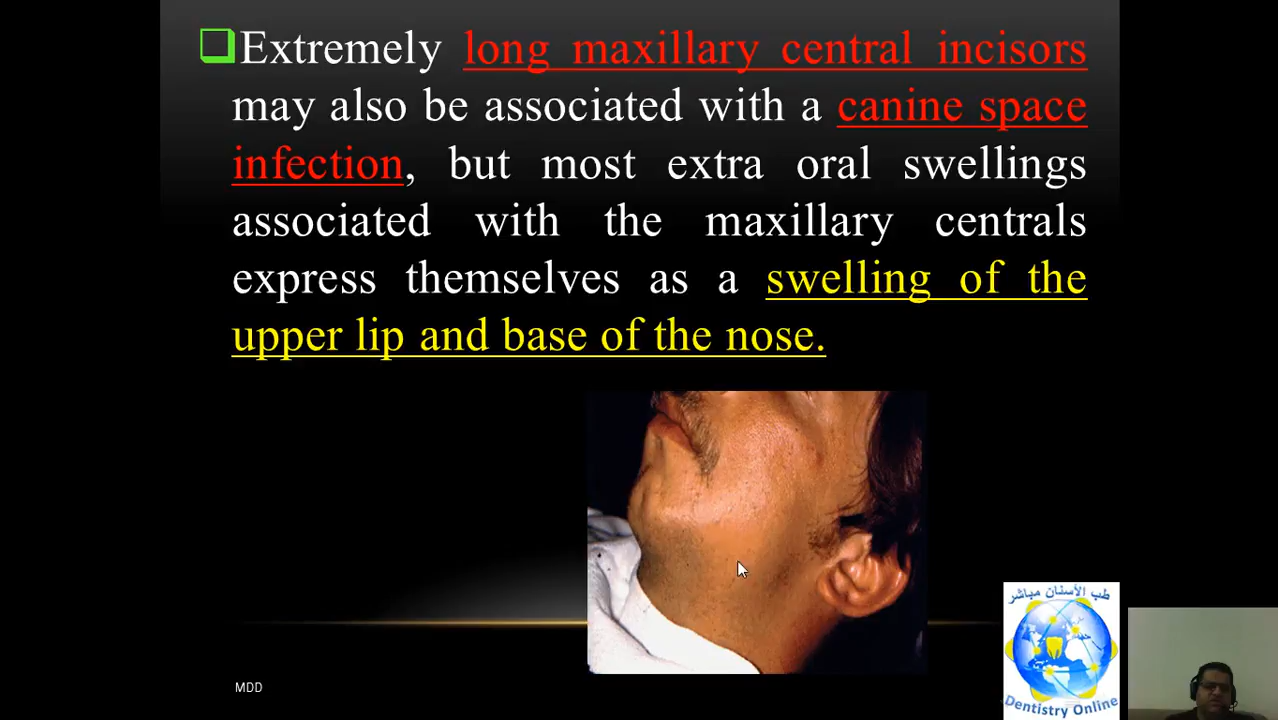 Extremely long maxillary central incisors
may also be associated with a canine space
infection, but most extra oral swellings
associated with the maxillary centrals
express themselves as a swelling of the
upper lip and base of the nose.
طب الأسنان مباشر
Dentistry Online
MDD